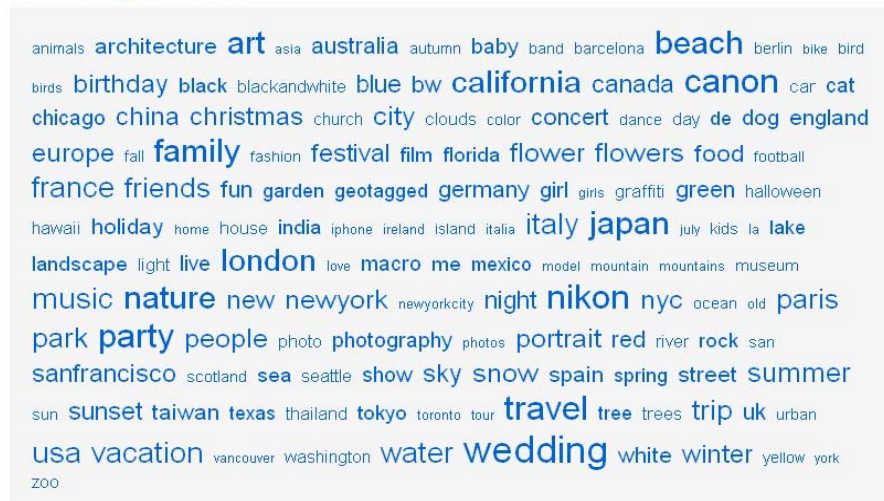 animals architecture art asia australia autumn baby band barcelona beach berlin bike bird
birds birthday black blackandwhite blue bw california canada canon car cat
chicago china christmas church city clouds color concert dance day de dog england
europe fall family fashion festival film florida flower flowers food football
france friends fun garden geotagged germany girl girls graffiti green halloween
hawaii holiday home house india iphone ireland island italia italy japan july kids la lake
landscape light live london love macro me mexico model mountain mountains museum
music nature new newyork newyorkcity night nikon nyc ocean old paris
park party people photo photography photos portrait red river rock san
sanfrancisco scotland sea seattle show sky snow spain spring street summer
sun sunset taiwan texas thailand tokyo toronto tour travel tree trees trip uk urban
usa vacation vancouver washington water wedding white winter yellow york
zoo